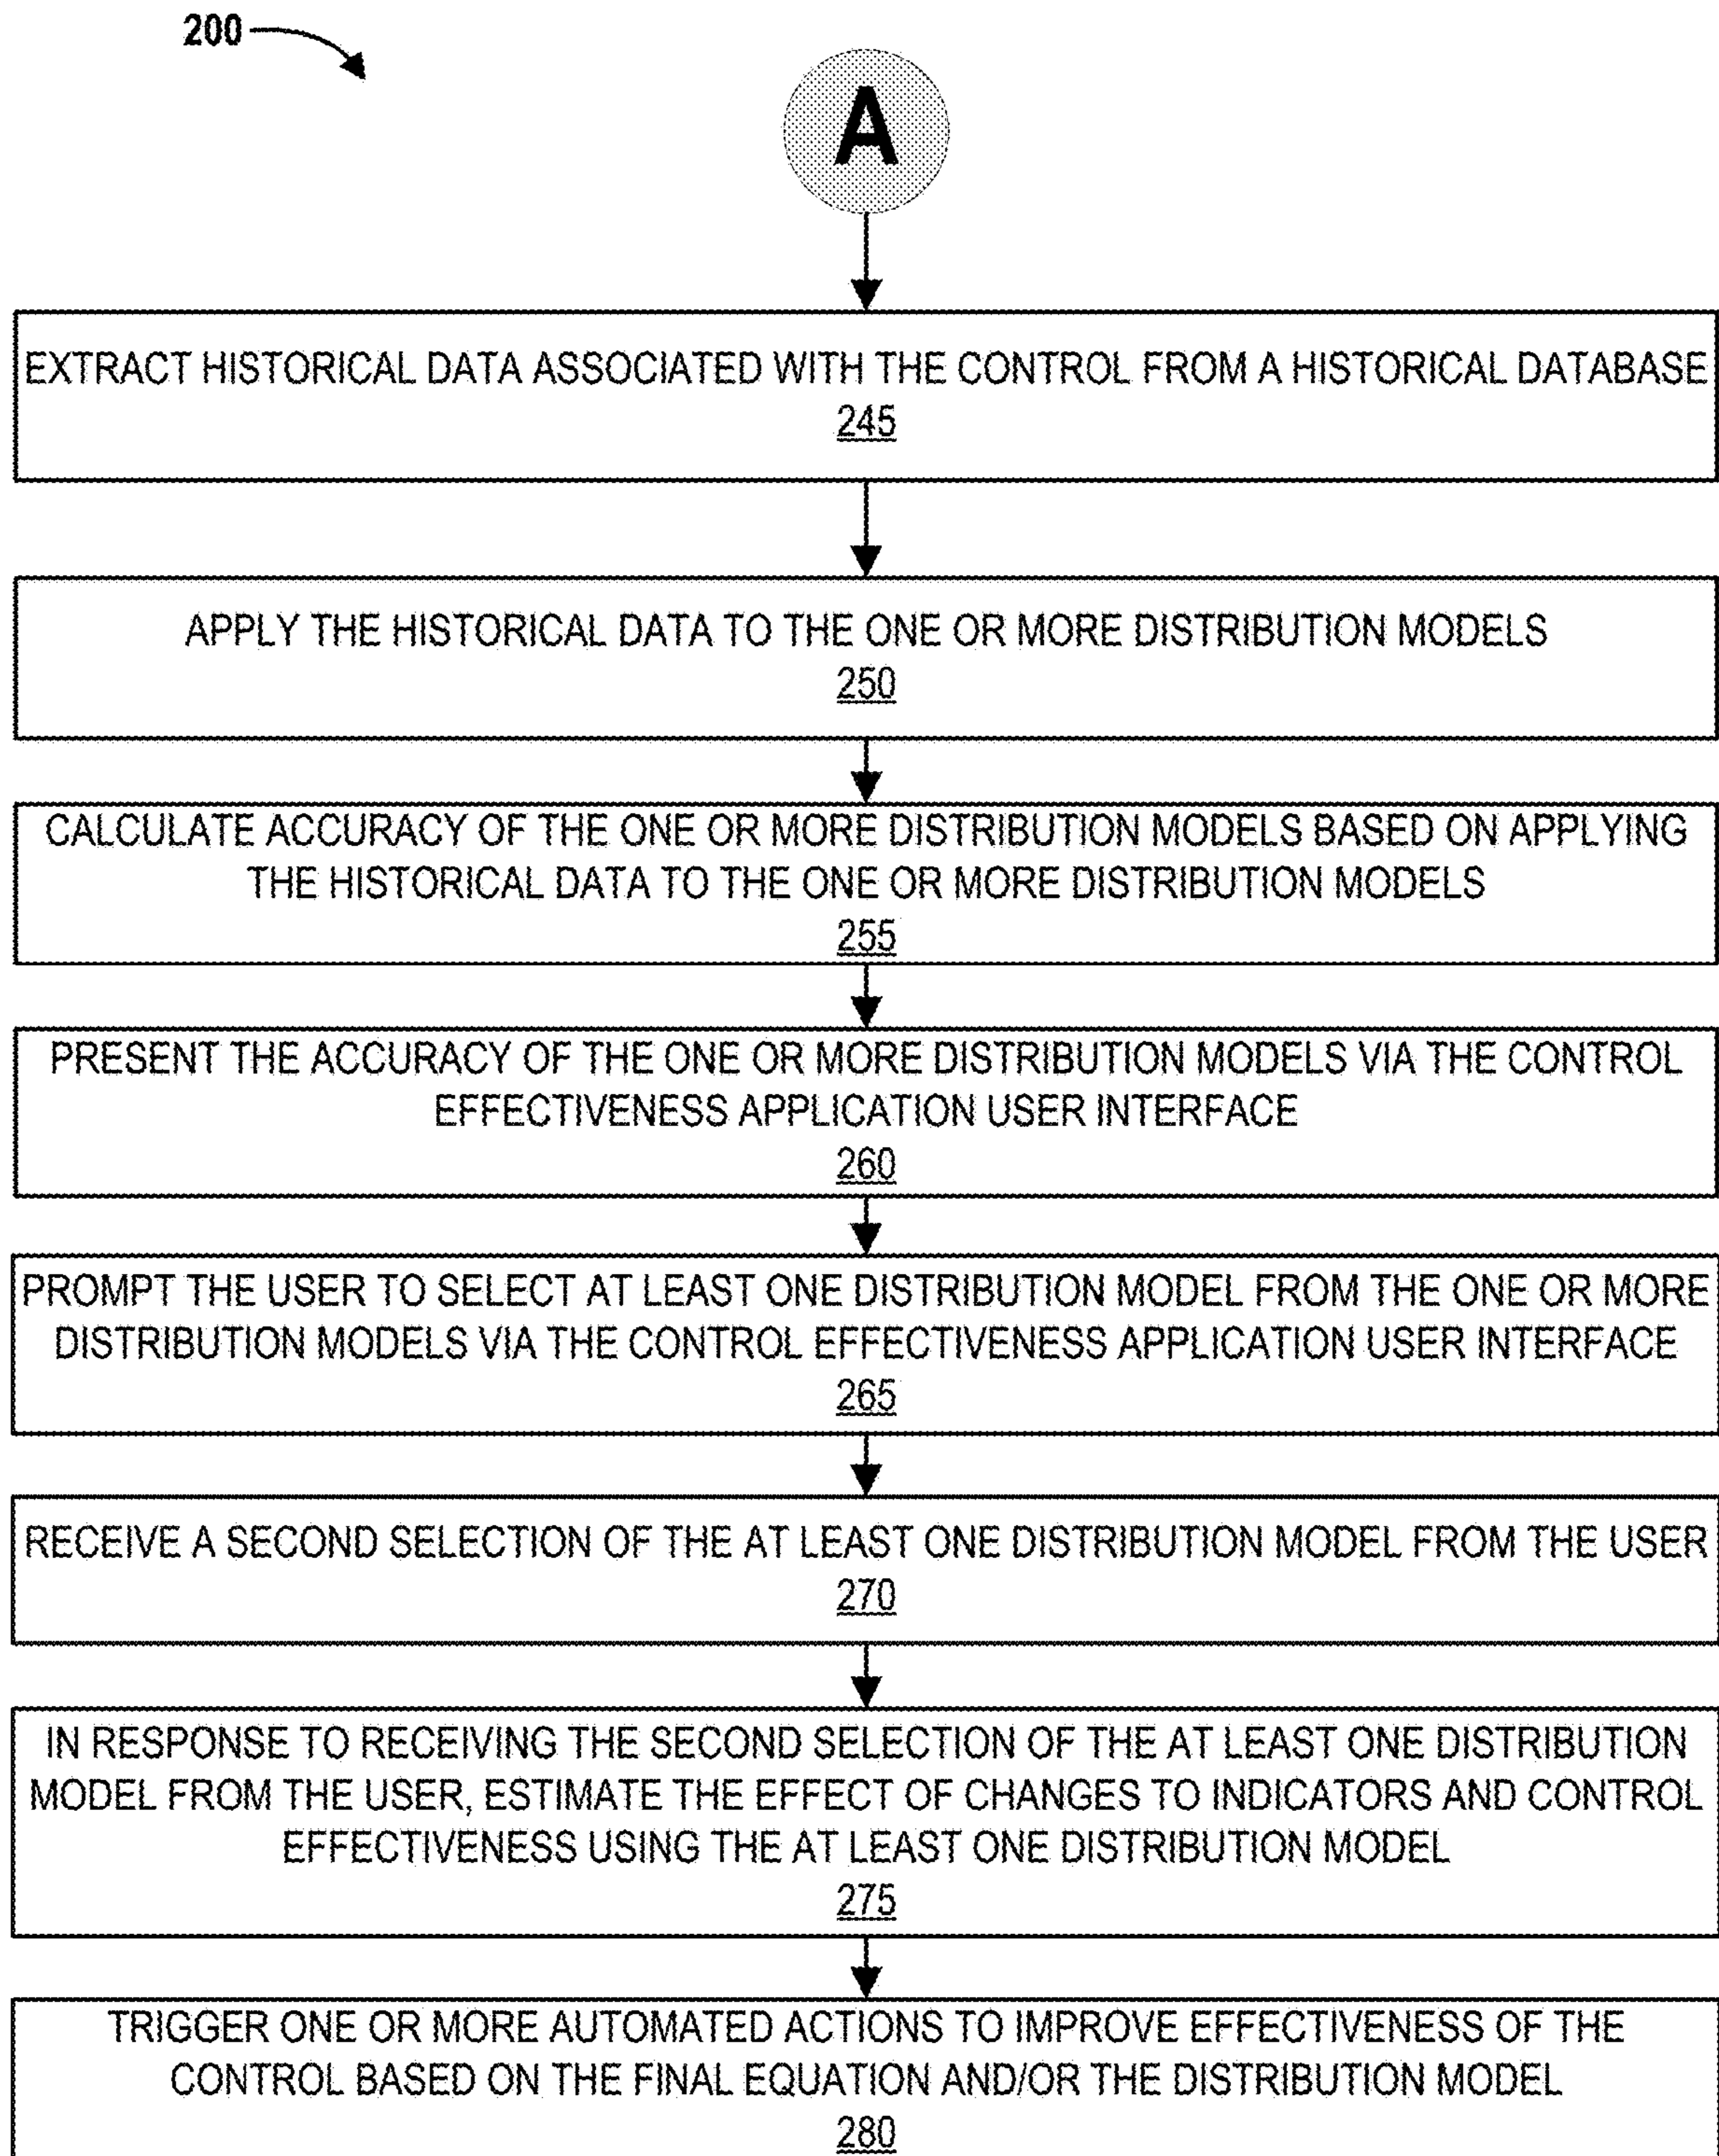 200
A
EXTRACT HISTORICAL DATA ASSOCIATED WITH THE CONTROL FROM A HISTORICAL DATABASE
245
APPLY THE HISTORICAL DATA TO THE ONE OR MORE DISTRIBUTION MODELS
250
CALCULATE ACCURACY OF THE ONE OR MORE DISTRIBUTION MODELS BASED ON APPLYING
THE HISTORICAL DATA TO THE ONE OR MORE DISTRIBUTION MODELS
255
PRESENT THE ACCURACY OF THE ONE OR MORE DISTRIBUTION MODELS VIA THE CONTROL
EFFECTIVENESS APPLICATION USER INTERFACE
260
PROMPT THE USER TO SELECT AT LEAST ONE DISTRIBUTION MODEL FROM THE ONE OR MORE
DISTRIBUTION MODELS VIA THE CONTROL EFFECTIVENESS APPLICATION USER INTERFACE
265
RECEIVE A SECOND SELECTION OF THE AT LEAST ONE DISTRIBUTION MODEL FROM THE USER
270
IN RESPONSE TO RECEIVING THE SECOND SELECTION OF THE AT LEAST ONE DISTRIBUTION
MODEL FROM THE USER, ESTIMATE THE EFFECT OF CHANGES TO INDICATORS AND CONTROL
EFFECTIVENESS USING THE AT LEAST ONE DISTRIBUTION MODEL
275
TRIGGER ONE OR MORE AUTOMATED ACTIONS TO IMPROVE EFFECTIVENESS OF THE
CONTROL BASED ON THE FINAL EQUATION AND/OR THE DISTRIBUTION MODEL
280